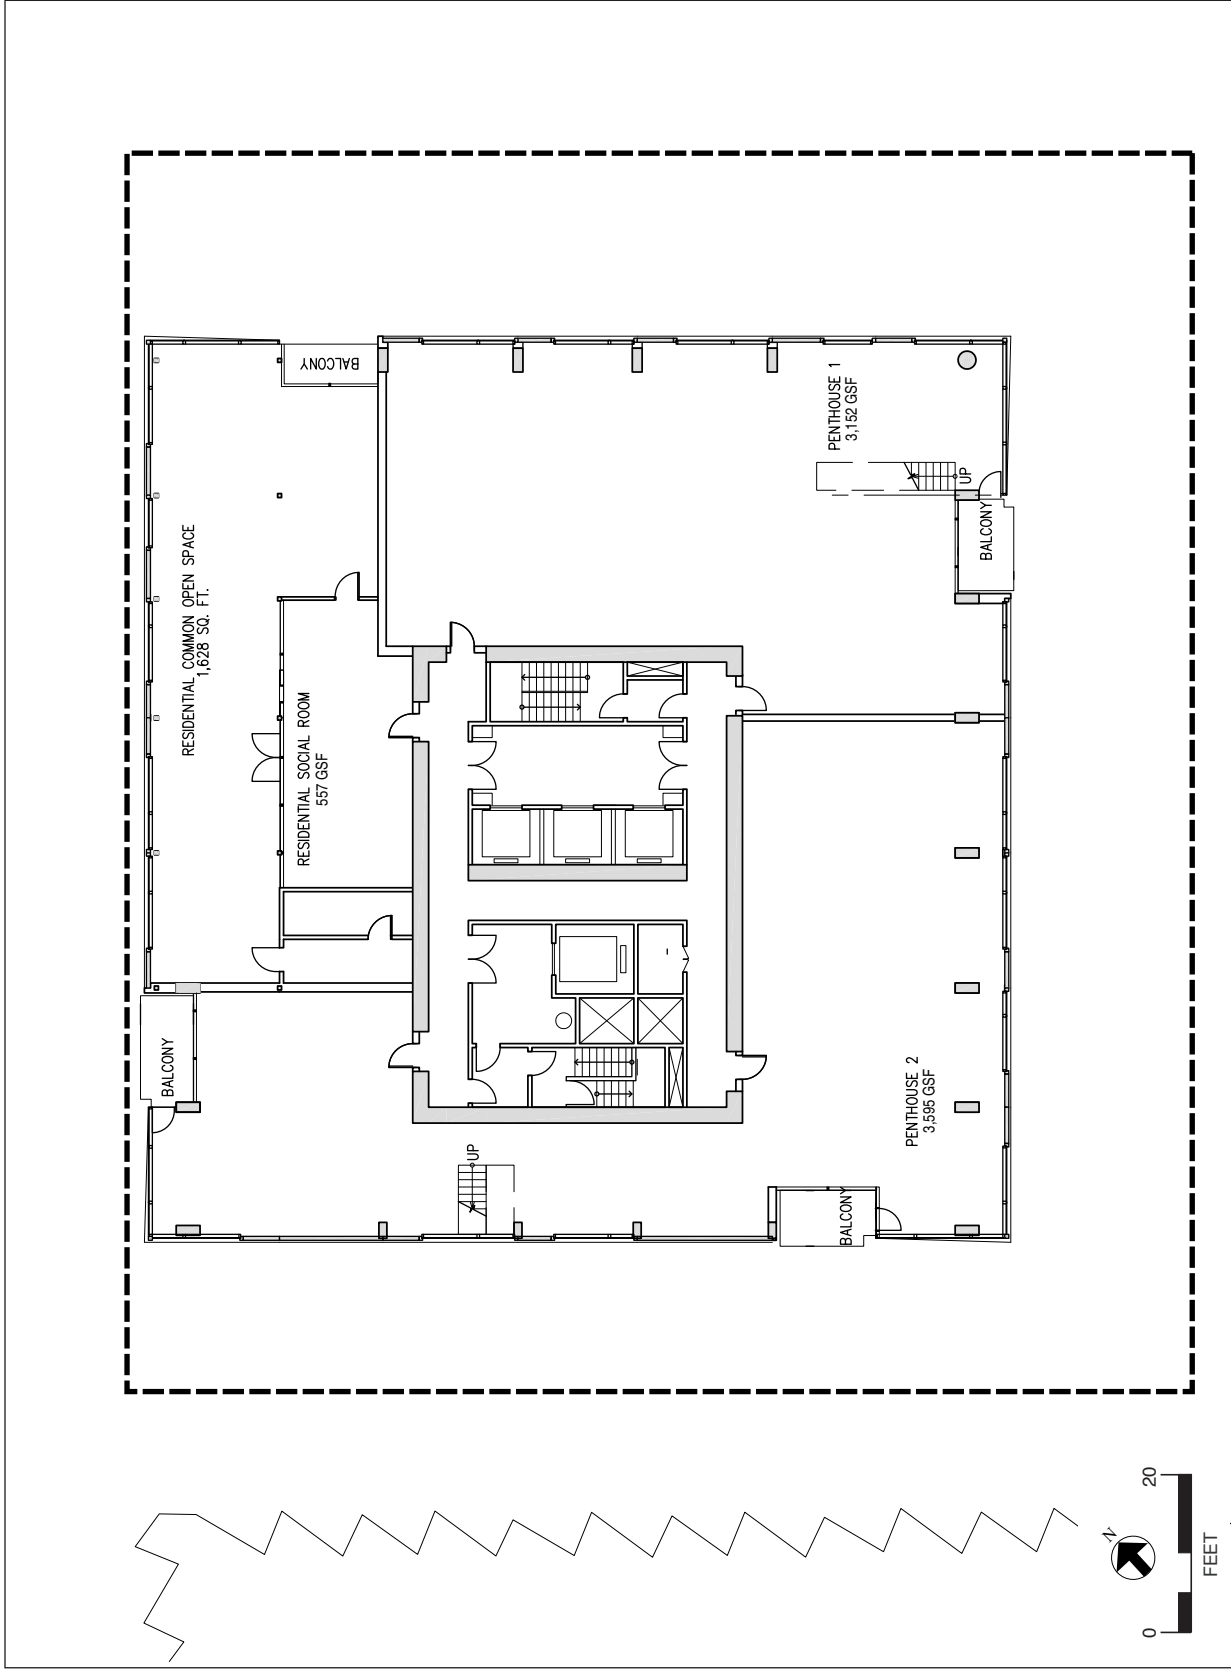 BALCONY
RESIDENTIAL COMMON OPEN SPACE
1,628 SQ. FT.
RESIDENTIAL SOCIAL ROOM
557 GSF
PENTHOUSE 1
3,152 GSF
UP
BALCONY
BALCONY
UP
PENTHOUSE 2
3,595 GSF
BALCONY
N
0
20
FEET